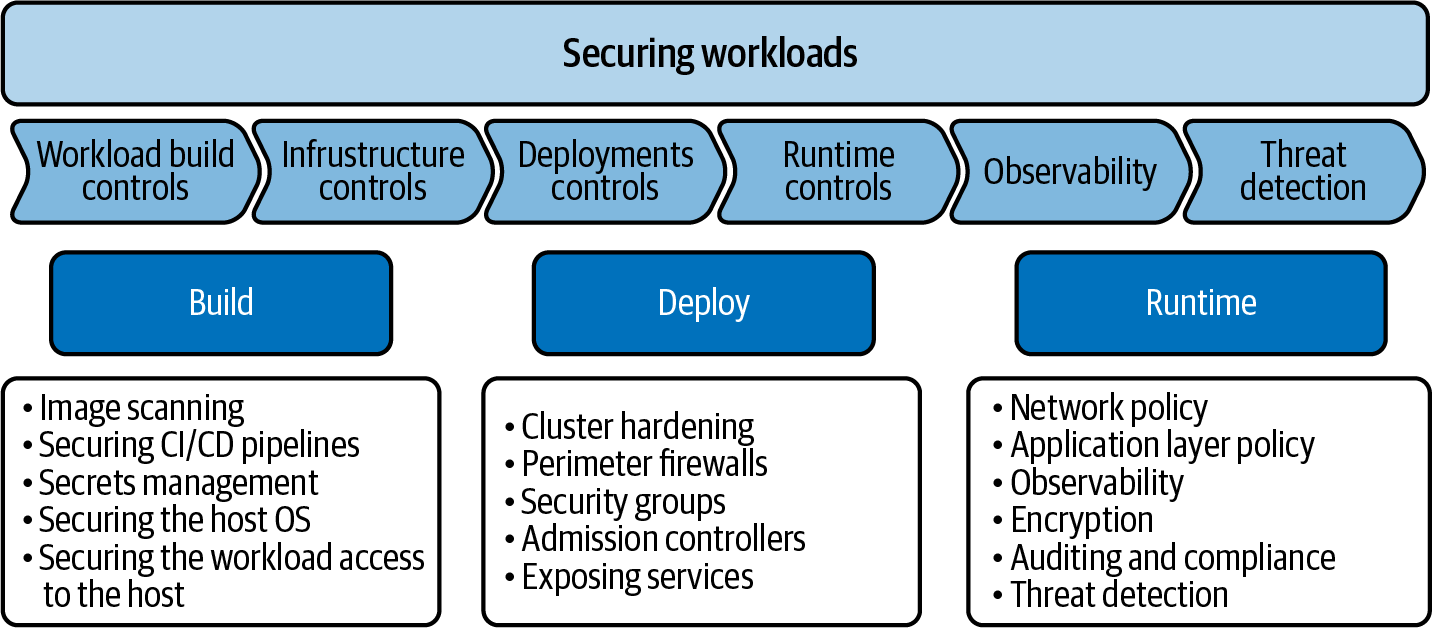 Securing workloads
Workload build
controls
Infrustructure
controls
Deployments
controls
Runtime
controls
Observability
Threat
detection
Build
Deploy
Runtime
• Image scanning
• Securing CI/CD pipelines
• Secrets management
• Securing the host OS
• Securing the workload access
to the host
• Cluster hardening
• Perimeter firewalls
• Security groups
• Admission controllers
• Exposing services
• Network policy
• Application layer policy
• Observability
• Encryption
• Auditing and compliance
• Threat detection